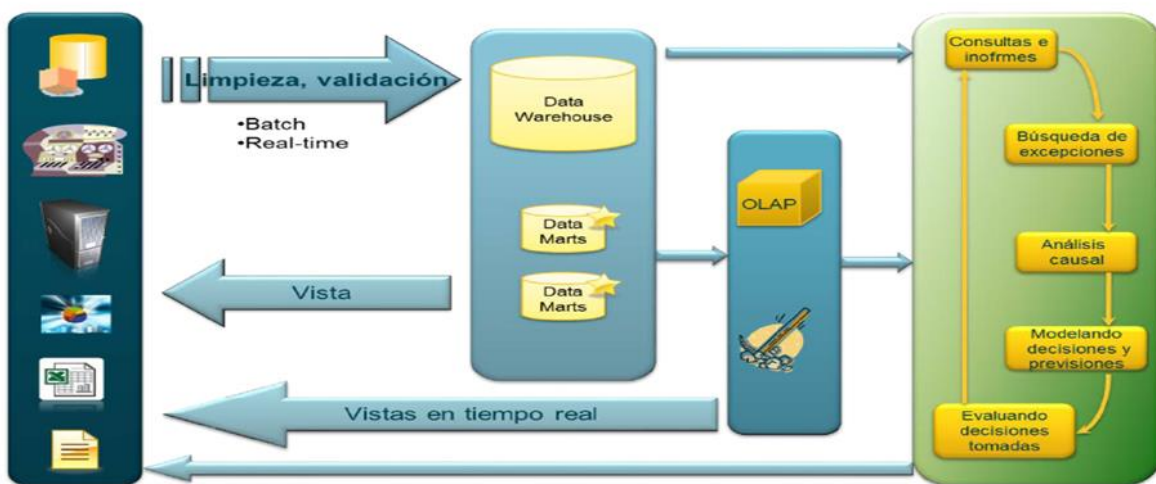 Limpieza, validación
•Batch
•Real-time
Data
Warehouse
Data
Marts
Data
Marts
Vista
Vistas en tiempo real
OLAP
Consultas e
inofrmes
Búsqueda de
excepciones
Análisis
causal
Modelando
decisiones y
previsiones
Evaluando
decisiones
tomadas